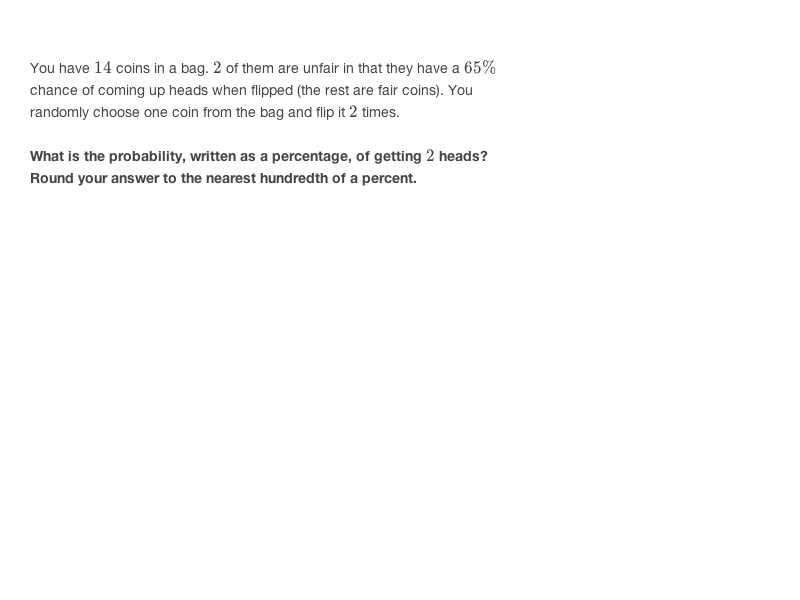 You have 14 coins in a bag. 2 of them are unfair in that they have a 65%
chance of coming up heads when flipped (the rest are fair coins). You
randomly choose one coin from the bag and flip it 2 times.
What is the probability, written as a percentage, of getting 2 heads?
Round your answer to the nearest hundredth of a percent.